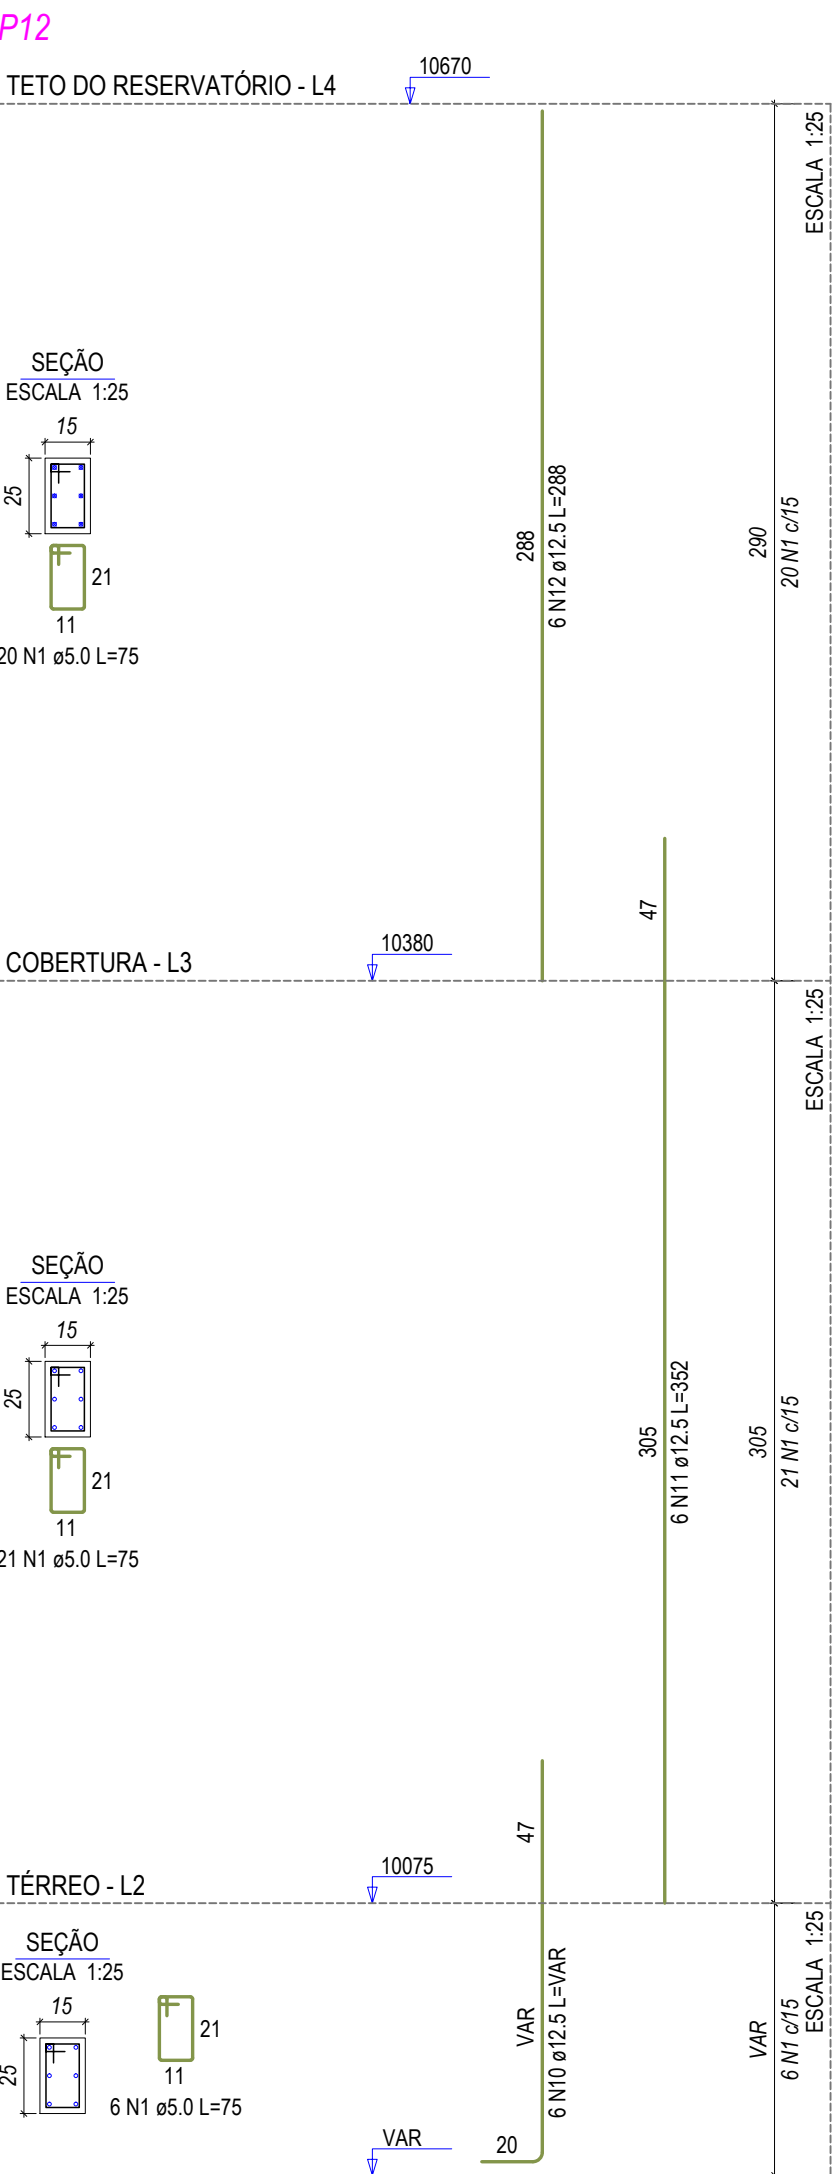 P12
TETO DO RESERVATÓRIO - L4
10670
ESCALA 1:25
SEÇÃO
ESCALA 1:25
15
25
21
11
20 N1 ø5.0 L=75
288
6 N12 ø12.5 L=288
290
20 N1 c/15
47
COBERTURA - L3
10380
ESCALA 1:25
SEÇÃO
ESCALA 1:25
15
25
21
11
21 N1 ø5.0 L=75
305
6 N11 ø12.5 L=352
305
21 N1 c/15
47
TÉRREO - L2
10075
ESCALA 1:25
SEÇÃO
ESCALA 1:25
15
25
21
11
6 N1 ø5.0 L=75
VAR
6 N10 ø12.5 L=VAR
VAR
6 N1 c/15
VAR
20